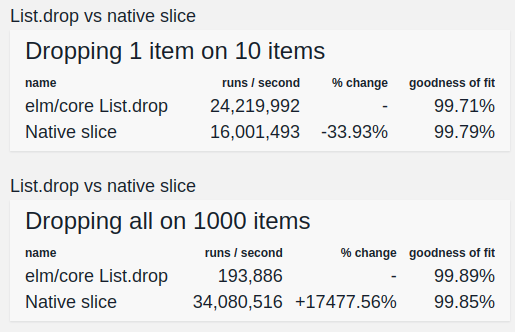 List.drop vs native slice
Dropping 1 item on 10 items
name runs / second % change goodness of fit
elm/core List.drop 24,219,992 - 99.71%
Native slice 16,001,493 -33.93% 99.79%
List.drop vs native slice
Dropping all on 1000 items
name runs / second % change goodness of fit
elm/core List.drop 193,886 - 99.89%
Native slice 34,080,516 +17477.56% 99.85%